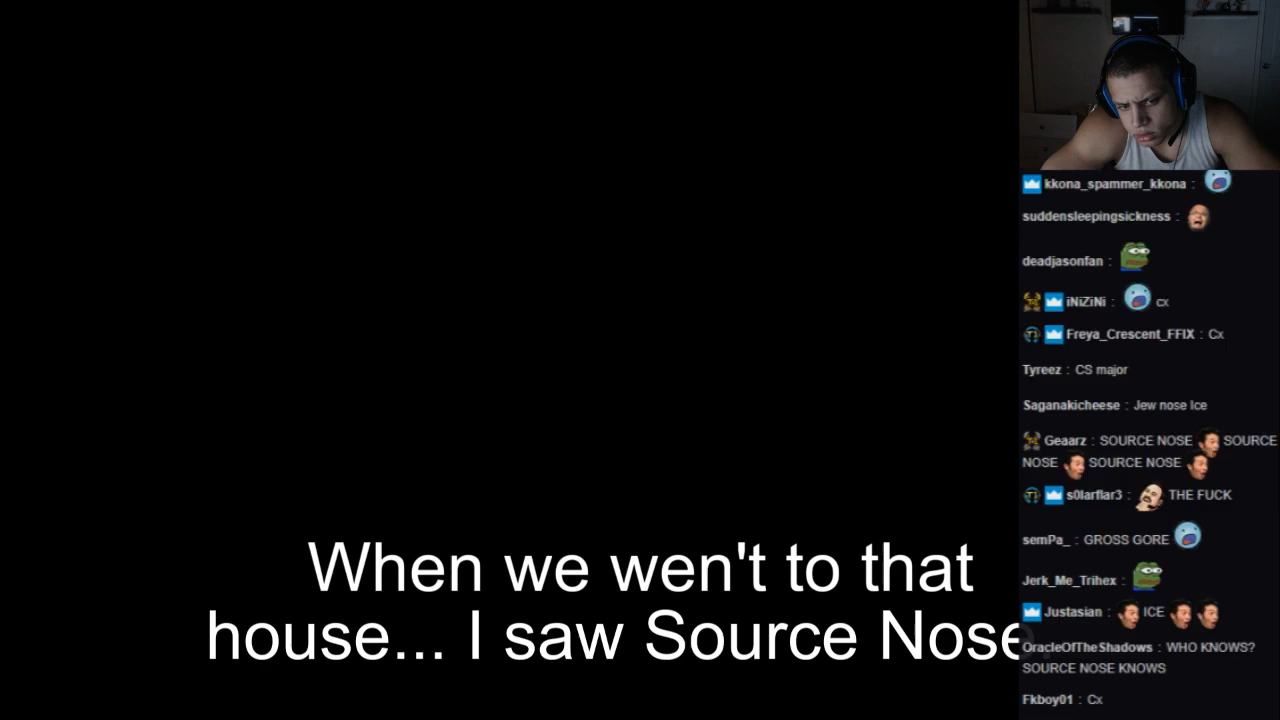 kkona_spammer_kkona :
suddensleepingsickness :
deadjasonfan :
iNiZiNi : cx
Freya_Crescent_FFIX : Cx
Tyreez : CS major
Saganakicheese : Jew nose Ice
Geaarz : SOURCE NOSE SOURCE
NOSE SOURCE NOSE
s0larflar3 : THE FUCK
semPa_ : GROSS GORE
Jerk_Me_Trihex :
Justasian : ICE
OracleOfTheShadows : WHO KNOWS?
SOURCE NOSE KNOWS
Fkboy01 : Cx
When we wen't to that
house... I saw Source Nose